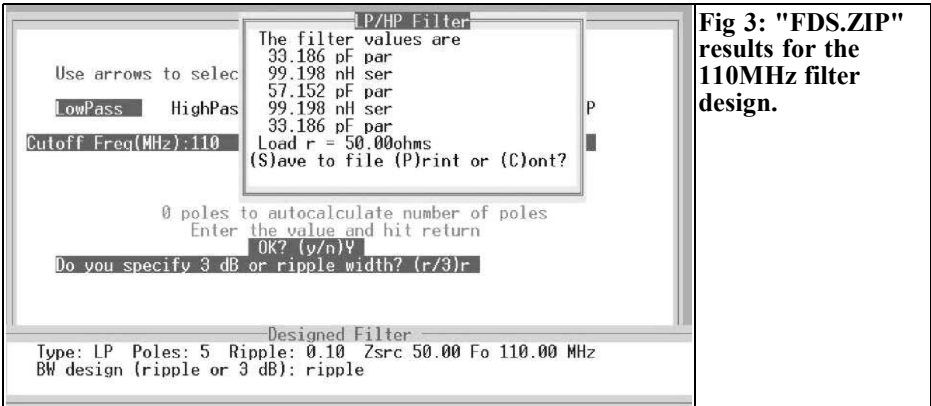 LP/HP Filter
The filter values are
33.186 pF par
Use arrows to selec
99.198 nH ser
57.152 pF par
LowPass HighPas
99.198 nH ser
P
33.186 pF par
Cutoff Freq(MHz):110
Load r = 50.00ohms
(S)ave to file (P)rint or (C)ont?
0 poles to autocalculate number of poles
Enter the value and hit return
OK? (y/n)Y
Do you specify 3 dB or ripple width? (r/3)r
Designed Filter
Type: LP Poles: 5 Ripple: 0.10 Zsrc 50.00 Fo 110.00 MHz
BW design (ripple or 3 dB): ripple
Fig 3: "FDS.ZIP"
results for the
110MHz filter
design.